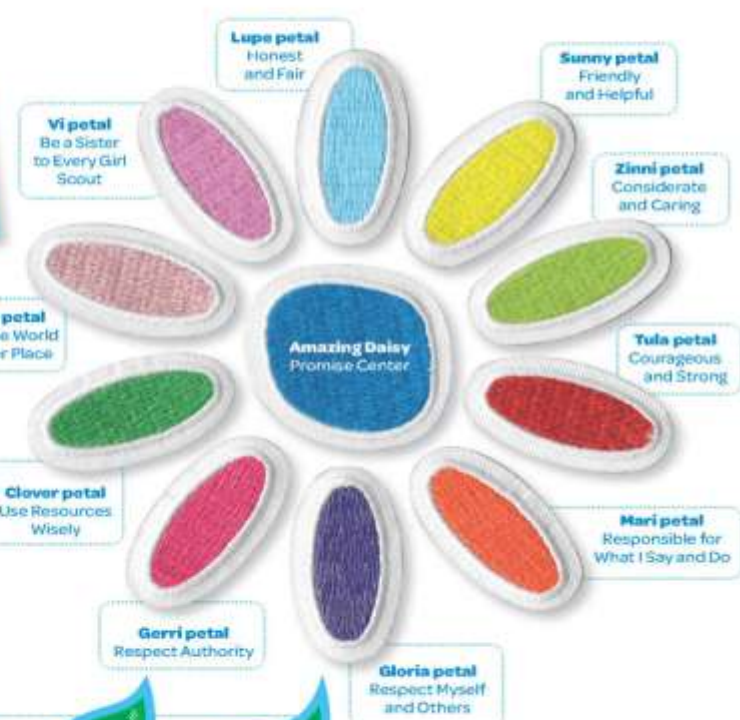 Lupe petal
Honest
and Fair
Sunny petal
Friendly
and Helpful
Vi petal
Be a Sister
to Every Girl
Scout
Zinni petal
Considerate
and Caring
petal
e World
r Place
Amazing Daisy
Promise Center
Tula petal
Courageous
and Strong
Clover petal
Use Resources
Wisely
Mari petal
Responsible for
What I Say and Do
Gerri petal
Respect Authority
Gloria petal
Respect Myself
and Others